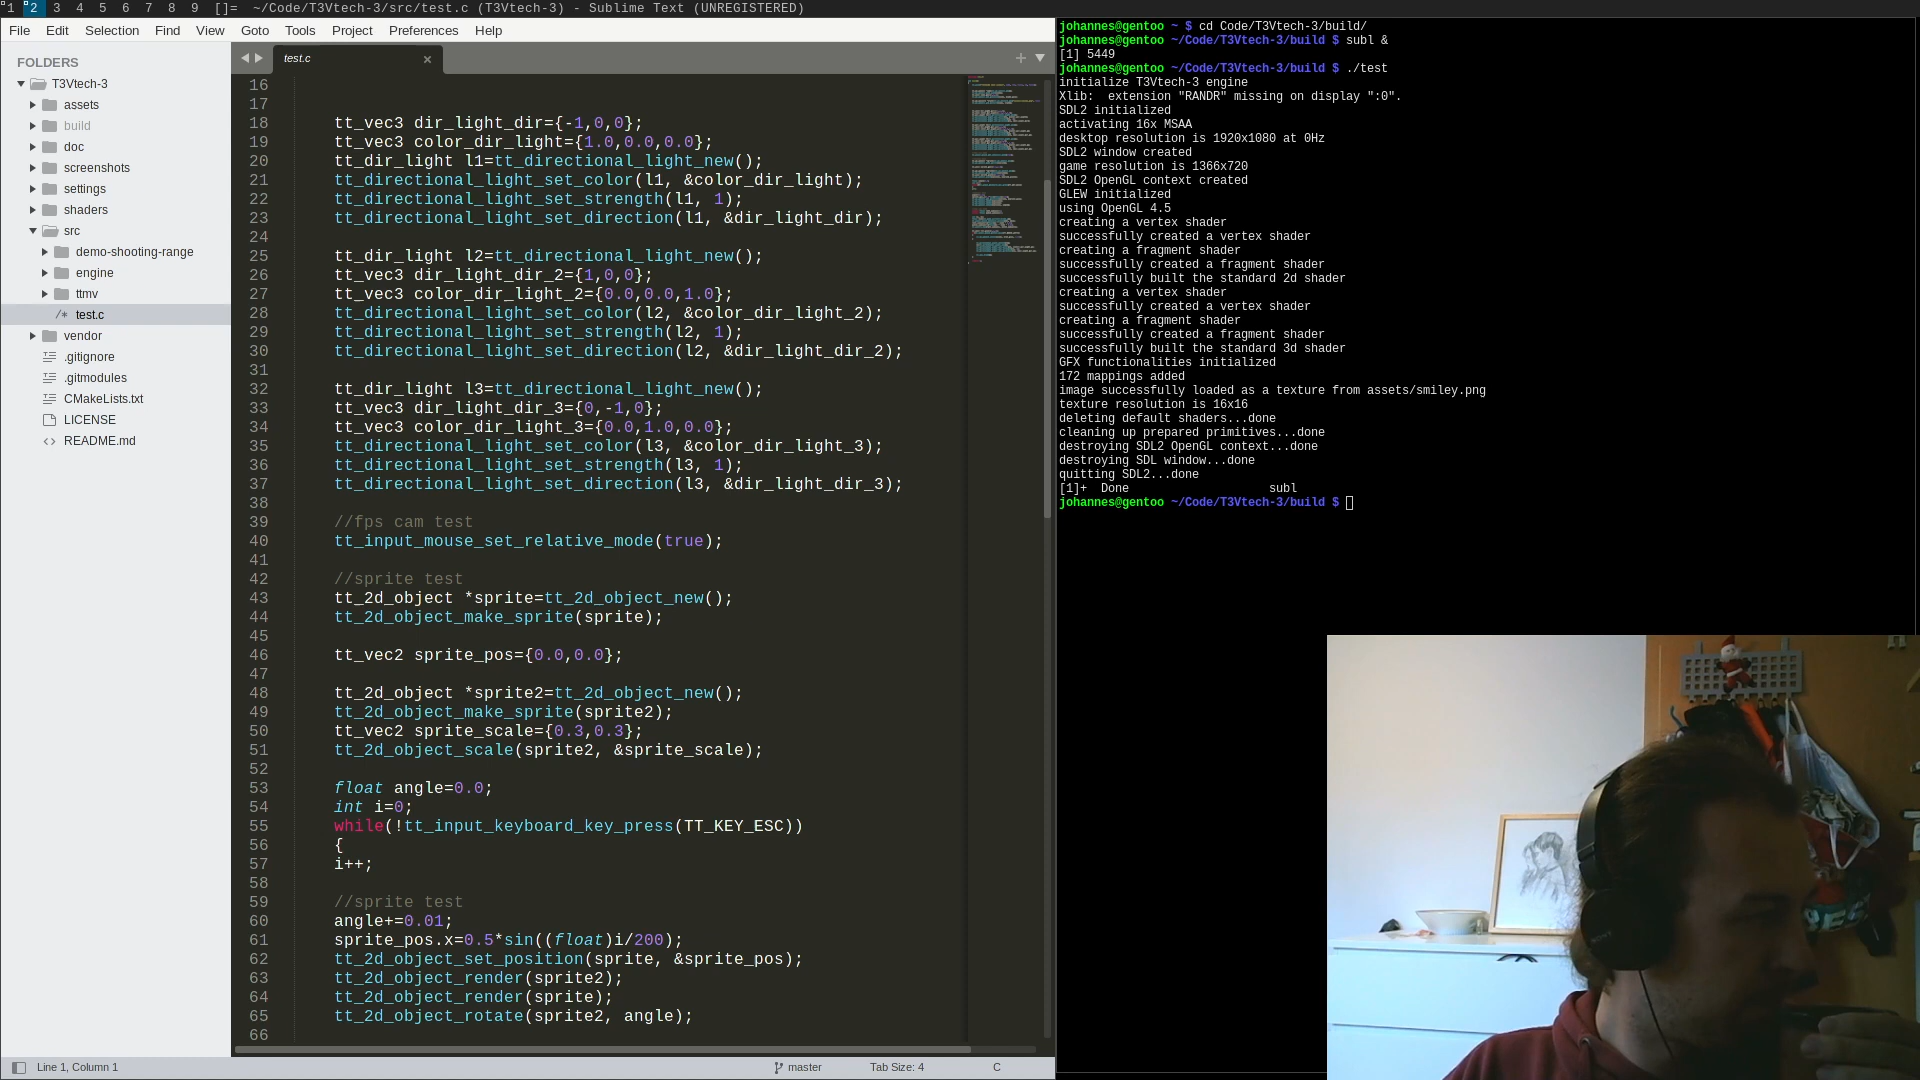 1 2 3 4 5 6 7 8 9 []= ~/Code/T3Vtech-3/src/test.c (T3Vtech-3) - Sublime Text (UNREGISTERED)
File Edit Selection Find View Goto Tools Project Preferences Help
FOLDERS
T3Vtech-3
assets
build
doc
screenshots
settings
shaders
src
demo-shooting-range
engine
ttmv
/* test.c
vendor
.gitignore
.gitmodules
CMakeLists.txt
LICENSE
README.md
test.c
16
17
18 tt_vec3 dir_light_dir={-1,0,0};
19 tt_vec3 color_dir_light={1.0,0.0,0.0};
20 tt_dir_light l1=tt_directional_light_new();
21 tt_directional_light_set_color(l1, &color_dir_light);
22 tt_directional_light_set_strength(l1, 1);
23 tt_directional_light_set_direction(l1, &dir_light_dir);
24
25 tt_dir_light l2=tt_directional_light_new();
26 tt_vec3 dir_light_dir_2={1,0,0};
27 tt_vec3 color_dir_light_2={0.0,0.0,1.0};
28 tt_directional_light_set_color(l2, &color_dir_light_2);
29 tt_directional_light_set_strength(l2, 1);
30 tt_directional_light_set_direction(l2, &dir_light_dir_2);
31
32 tt_dir_light l3=tt_directional_light_new();
33 tt_vec3 dir_light_dir_3={0,-1,0};
34 tt_vec3 color_dir_light_3={0.0,1.0,0.0};
35 tt_directional_light_set_color(l3, &color_dir_light_3);
36 tt_directional_light_set_strength(l3, 1);
37 tt_directional_light_set_direction(l3, &dir_light_dir_3);
38
39 //fps cam test
40 tt_input_mouse_set_relative_mode(true);
41
42 //sprite test
43 tt_2d_object *sprite=tt_2d_object_new();
44 tt_2d_object_make_sprite(sprite);
45
46 tt_vec2 sprite_pos={0.0,0.0};
47
48 tt_2d_object *sprite2=tt_2d_object_new();
49 tt_2d_object_make_sprite(sprite2);
50 tt_vec2 sprite_scale={0.3,0.3};
51 tt_2d_object_scale(sprite2, &sprite_scale);
52
53 float angle=0.0;
54 int i=0;
55 while(!tt_input_keyboard_key_press(TT_KEY_ESC))
56 {
57 i++;
58
59 //sprite test
60 angle+=0.01;
61 sprite_pos.x=0.5*sin((float)i/200);
62 tt_2d_object_set_position(sprite, &sprite_pos);
63 tt_2d_object_render(sprite2);
64 tt_2d_object_render(sprite);
65 tt_2d_object_rotate(sprite2, angle);
66
Line 1, Column 1 master Tab Size: 4 C
johannes@gentoo ~ $ cd Code/T3Vtech-3/build/
johannes@gentoo ~/Code/T3Vtech-3/build $ subl &
[1] 5449
johannes@gentoo ~/Code/T3Vtech-3/build $ ./test
initialize T3Vtech-3 engine
Xlib:  extension "RANDR" missing on display ":0".
SDL2 initialized
activating 16x MSAA
desktop resolution is 1920x1080 at 0Hz
SDL2 window created
game resolution is 1366x720
SDL2 OpenGL context created
GLEW initialized
using OpenGL 4.5
creating a vertex shader
successfully created a vertex shader
creating a fragment shader
successfully created a fragment shader
successfully built the standard 2d shader
creating a vertex shader
successfully created a vertex shader
creating a fragment shader
successfully created a fragment shader
successfully built the standard 3d shader
GFX functionalities initialized
172 mappings added
image successfully loaded as a texture from assets/smiley.png
texture resolution is 16x16
deleting default shaders...done
cleaning up prepared primitives...done
destroying SDL2 OpenGL context...done
destroying SDL window...done
quitting SDL2...done
[1]+  Done                    subl
johannes@gentoo ~/Code/T3Vtech-3/build $
SONY